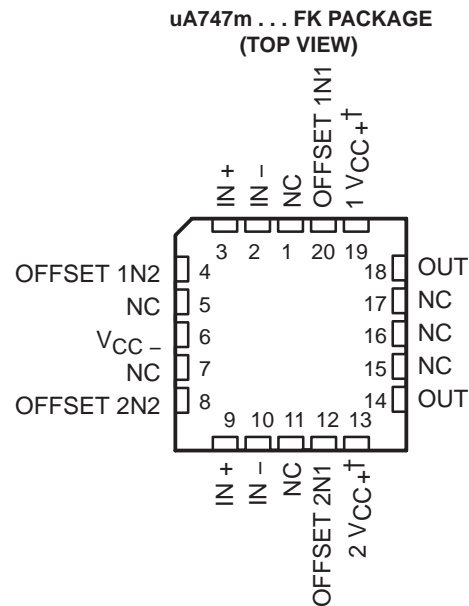 uA747m . . . FK PACKAGE
(TOP VIEW)
IN +
IN −
NC
OFFSET 1N1
1 VCC+†
3 2 1 20 19
OFFSET 1N2 4
NC 5
VCC − 6
NC 7
OFFSET 2N2 8
18 OUT
17 NC
16 NC
15 NC
14 OUT
9 10 11 12 13
IN +
IN −
NC
OFFSET 2N1
2 VCC+†